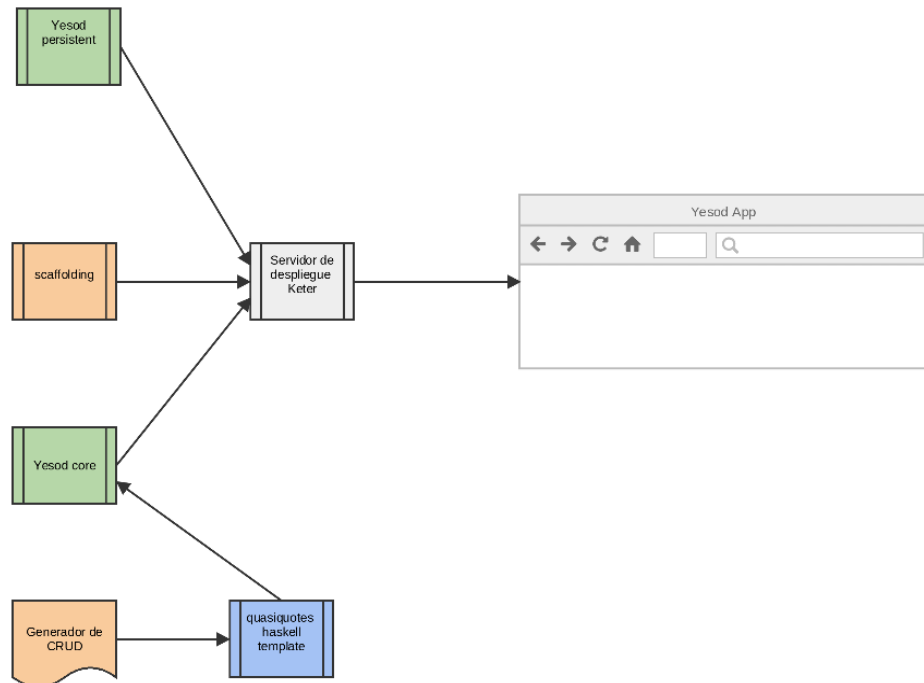 Yesod
persistent
Yesod App
scaffolding
Servidor de
despliegue
Keter
Yesod core
Generador de
CRUD
quasiquotes
haskell
template